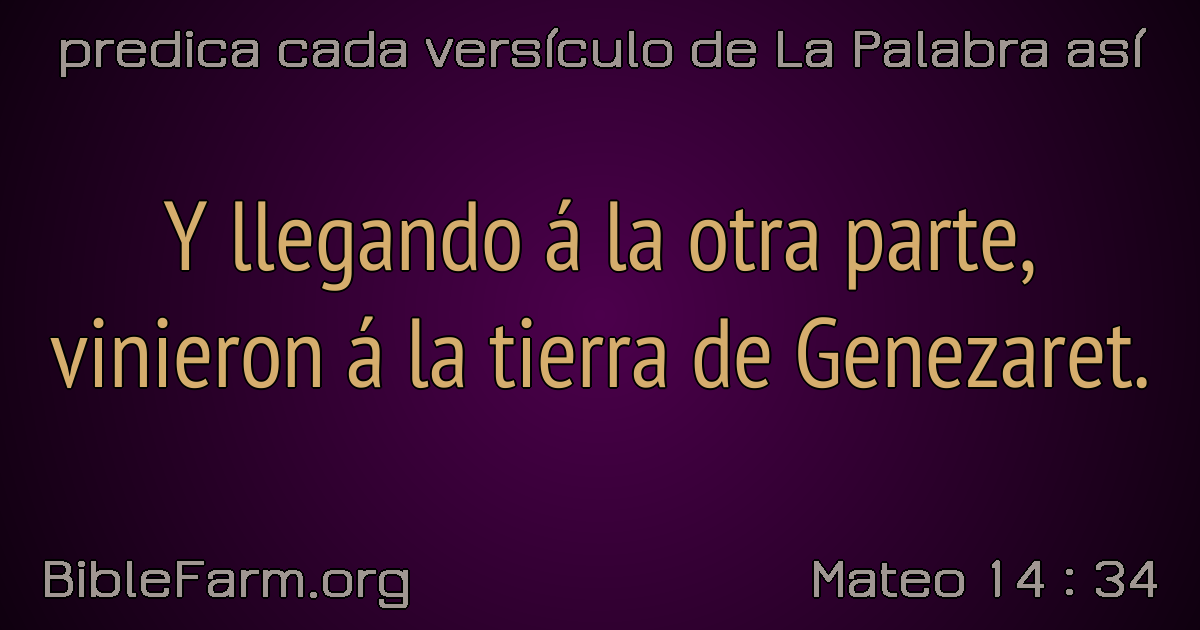 predica cada versículo de La Palabra así
Y llegando á la otra parte,
vinieron á la tierra de Genezaret.
BibleFarm.org
Mateo 14 : 34